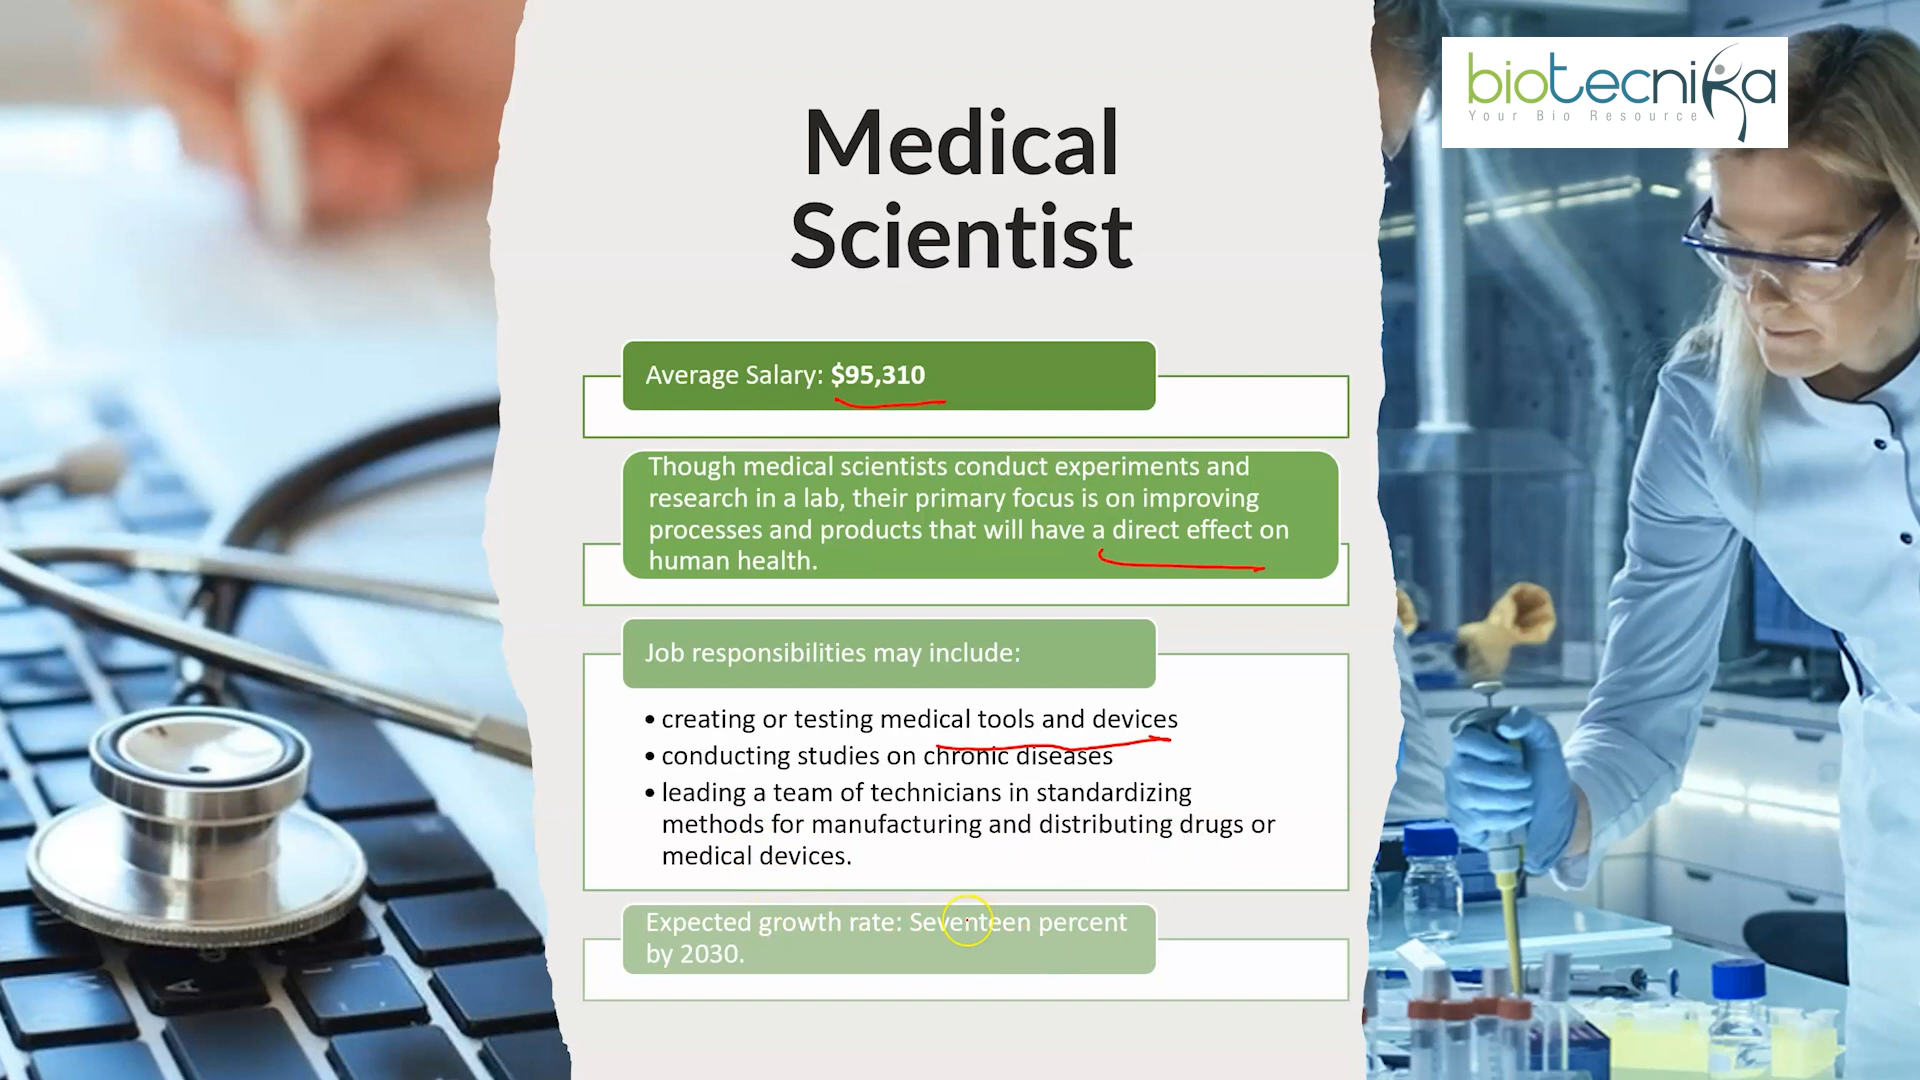 biotecnika
Your Bio Resource
Medical
Scientist
Average Salary: $95,310
Though medical scientists conduct experiments and
research in a lab, their primary focus is on improving
processes and products that will have a direct effect on
human health.
Job responsibilities may include:
• creating or testing medical tools and devices
• conducting studies on chronic diseases
• leading a team of technicians in standardizing
methods for manufacturing and distributing drugs or
medical devices.
Expected growth rate: Seventeen percent
by 2030.